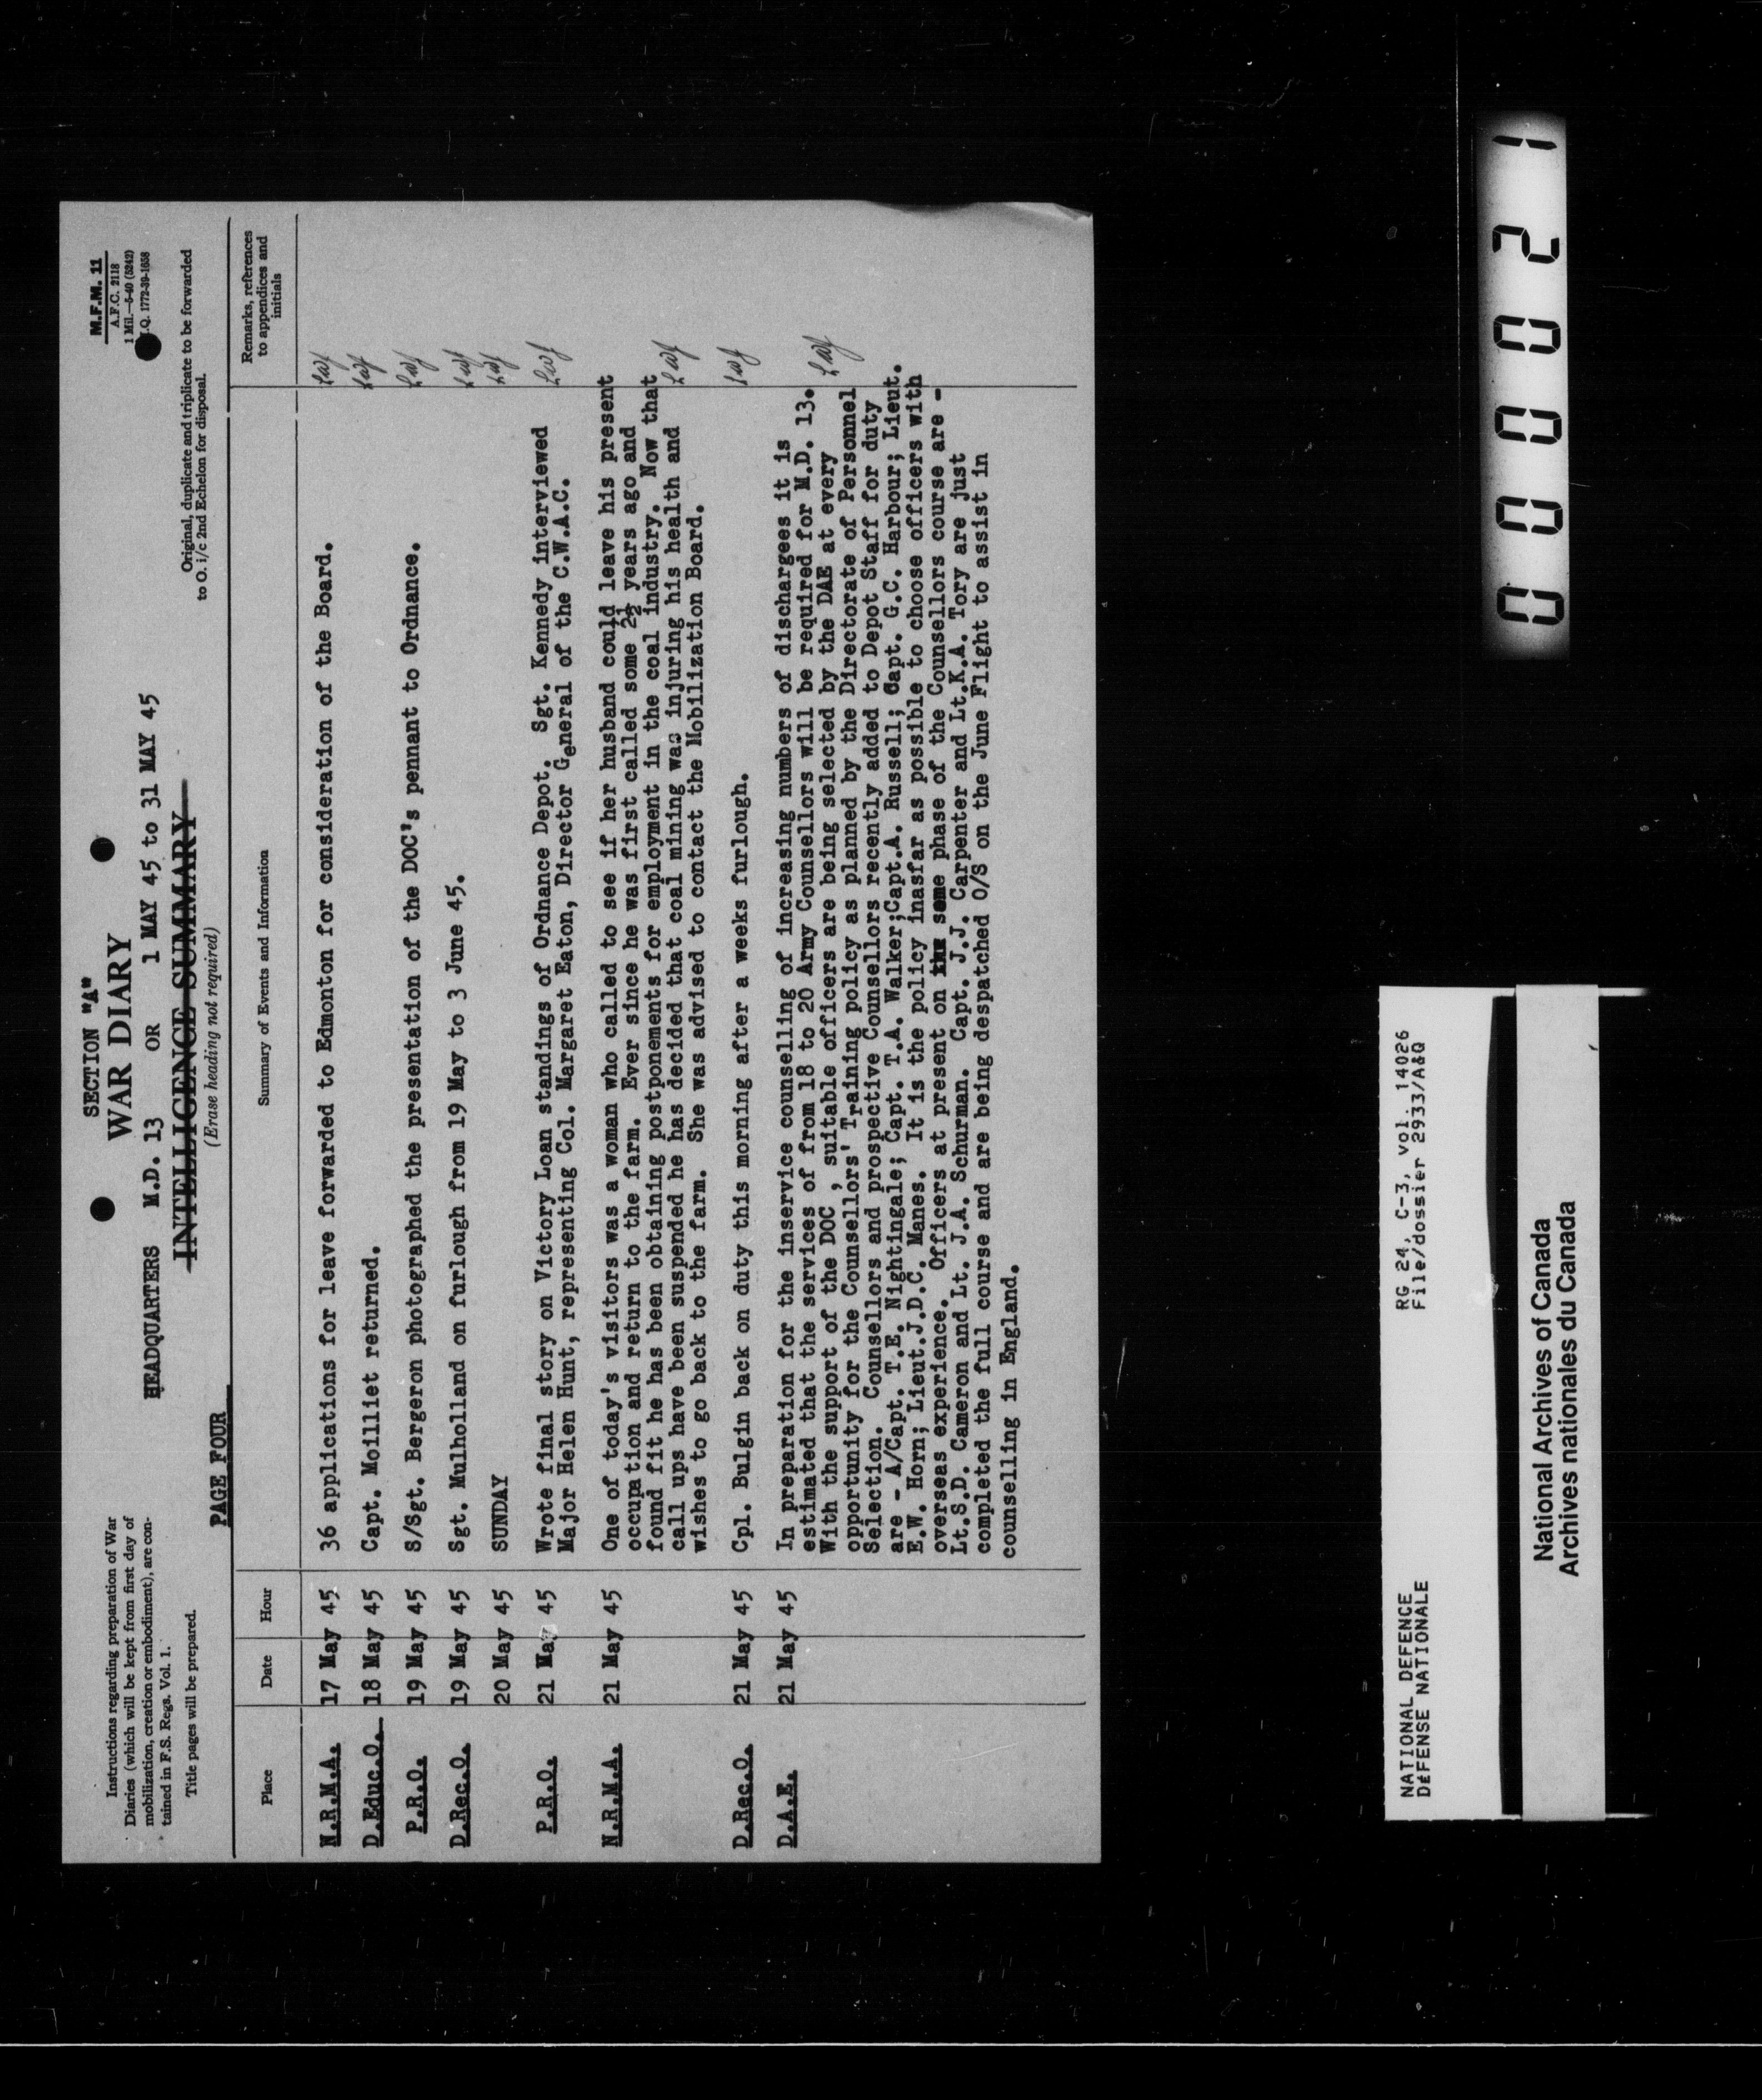 Instructions regarding preparation of War
Diaries (which will be kept from first day of
mobilization, creation or embodiment), are con-
tained in F.S. Regs. Vol. 1.
Title pages will be prepared.
PAGE FOUR
SECTION "A"
WAR DIARY
HEADQUARTERS M.D. 13 OR 1 MAY 45 to 31 MAY 45
INTELLIGENCE SUMMARY
(Erase heading not required)
M.F.M. 11
A.F.C. 2118
1 Mil.—5-40 (5242)
H.Q. 1772-39-1658
Original, duplicate and triplicate to be forwarded
to O. i/c 2nd Echelon for disposal.
Place Date Hour Summary of Events and Information Remarks, references
to appendices and
initials
N.R.M.A. 17 May 45 36 applications for leave forwarded to Edmonton for consideration of the Board.
D.Educ.O. 18 May 45 Capt. Moilliet returned.
P.R.O. 19 May 45 S/Sgt. Bergeron photographed the presentation of the DOC's pennant to Ordnance.
D.Rec.O. 19 May 45 Sgt. Mulholland on furlough from 19 May to 3 June 45.
20 May 45 SUNDAY
P.R.O. 21 May 45 Wrote final story on Victory Loan standings of Ordnance Depot. Sgt. Kennedy interviewed
Major Helen Hunt, representing Col. Margaret Eaton, Director General of the C.W.A.C.
N.R.M.A. 21 May 45 One of today's visitors was a woman who called to see if her husband could leave his present
occupation and return to the farm. Ever since he was first called some 2½ years ago and
found fit he has been obtaining postponements for employment in the coal industry. Now that
call ups have been suspended he has decided that coal mining was injuring his health and
wishes to go back to the farm. She was advised to contact the Mobilization Board.
D.Rec.O. 21 May 45 Cpl. Bulgin back on duty this morning after a weeks furlough.
D.A.E. 21 May 45 In preparation for the inservice counselling of increasing numbers of dischargees it is
estimated that the services of from 18 to 20 Army Counsellors will be required for M.D. 13.
With the support of the DOC , suitable officers are being selected by the DAE at every
opportunity for the Counsellors' Training policy as planned by the Directorate of Personnel
Selection. Counsellors and prospective Counsellors recently added to Depot Staff for duty
are - A/Capt. T.E. Nightingale; Capt. T.A. Walker;Capt.A. Russell; Capt. G.C. Harbour; Lieut.
E.W. Horn; Lieut.J.D.C. Manes. It is the policy inasfar as possible to choose officers with
overseas experience. Officers at present on some phase of the Counsellors course are -
Lt.S.D. Cameron and Lt. J.A. Schurman. Capt. J.J. Carpenter and Lt.K.A. Tory are just
completed the full course and are being despatched O/S on the June Flight to assist in
counselling in England.
NATIONAL DEFENCE
DÉFENSE NATIONALE
RG 24, C-3, vol. 14026
File/dossier 2933/A&Q
National Archives of Canada
Archives nationales du Canada
000021